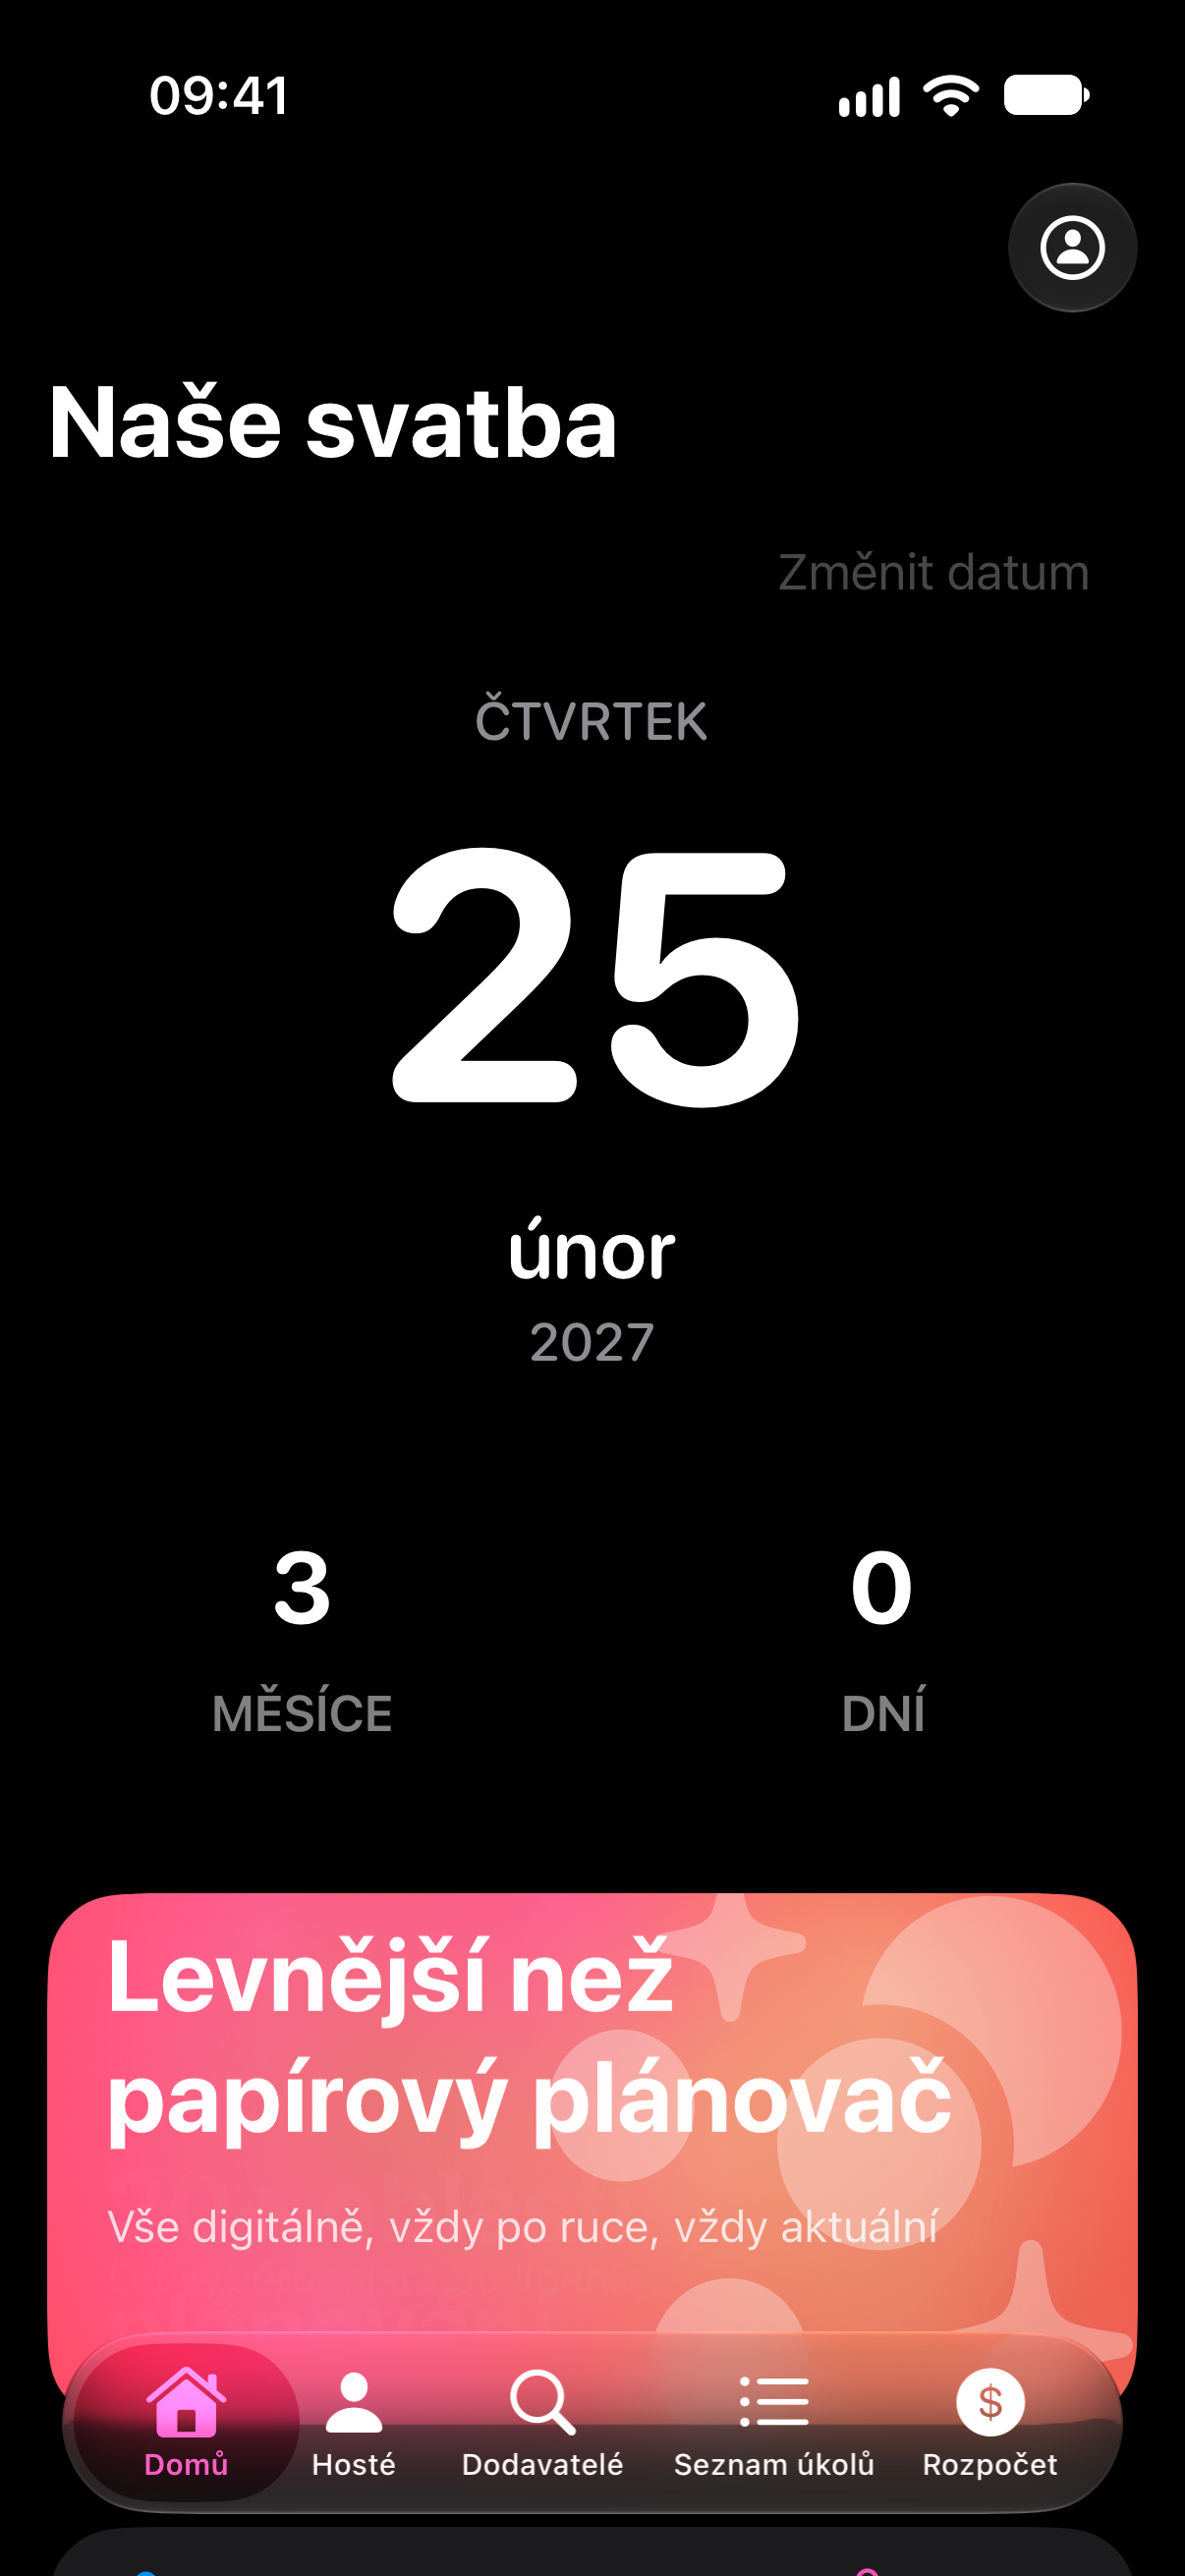 09:41
Naše svatba
Změnit datum
ČTVRTEK
25
únor
2027
3
0
MĚSÍCE
DNÍ
Levnější než
papírový plánovač
Vše digitálně, vždy po ruce, vždy aktuální
Domů
Hosté
Dodavatelé
Seznam úkolů
$
Rozpočet